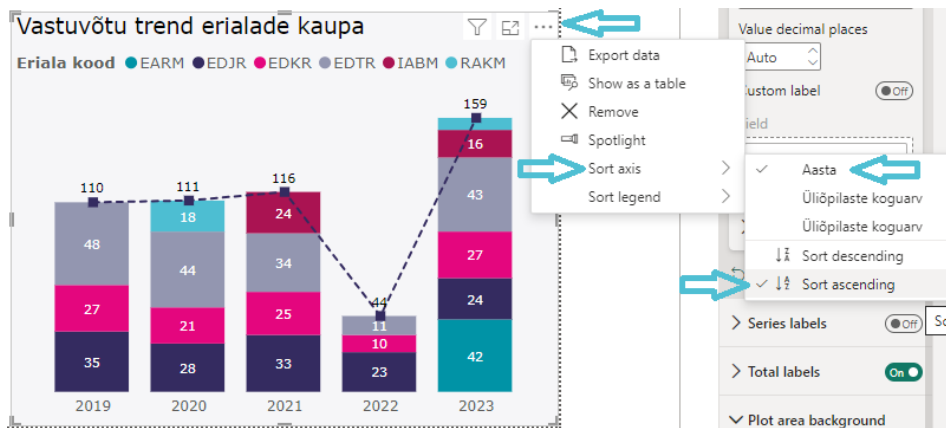 Vastuvõtu trend erialade kaupa
Eriala kood EARM EDJR EDKR EDTR IABM RAKM
159
16
43
27
24
42
110
48
27
35
111
18
44
21
28
116
24
34
25
33
44
11
10
23
2019 2020 2021 2022 2023
Export data
Show as a table
Remove
Spotlight
Sort axis
Sort legend
Aasta
Üliõpilaste koguarv
Üliõpilaste koguarv
Sort descending
Sort ascending
Value decimal places
Auto
ustom label Off
ield
Series labels Off
Total labels On
Plot area background